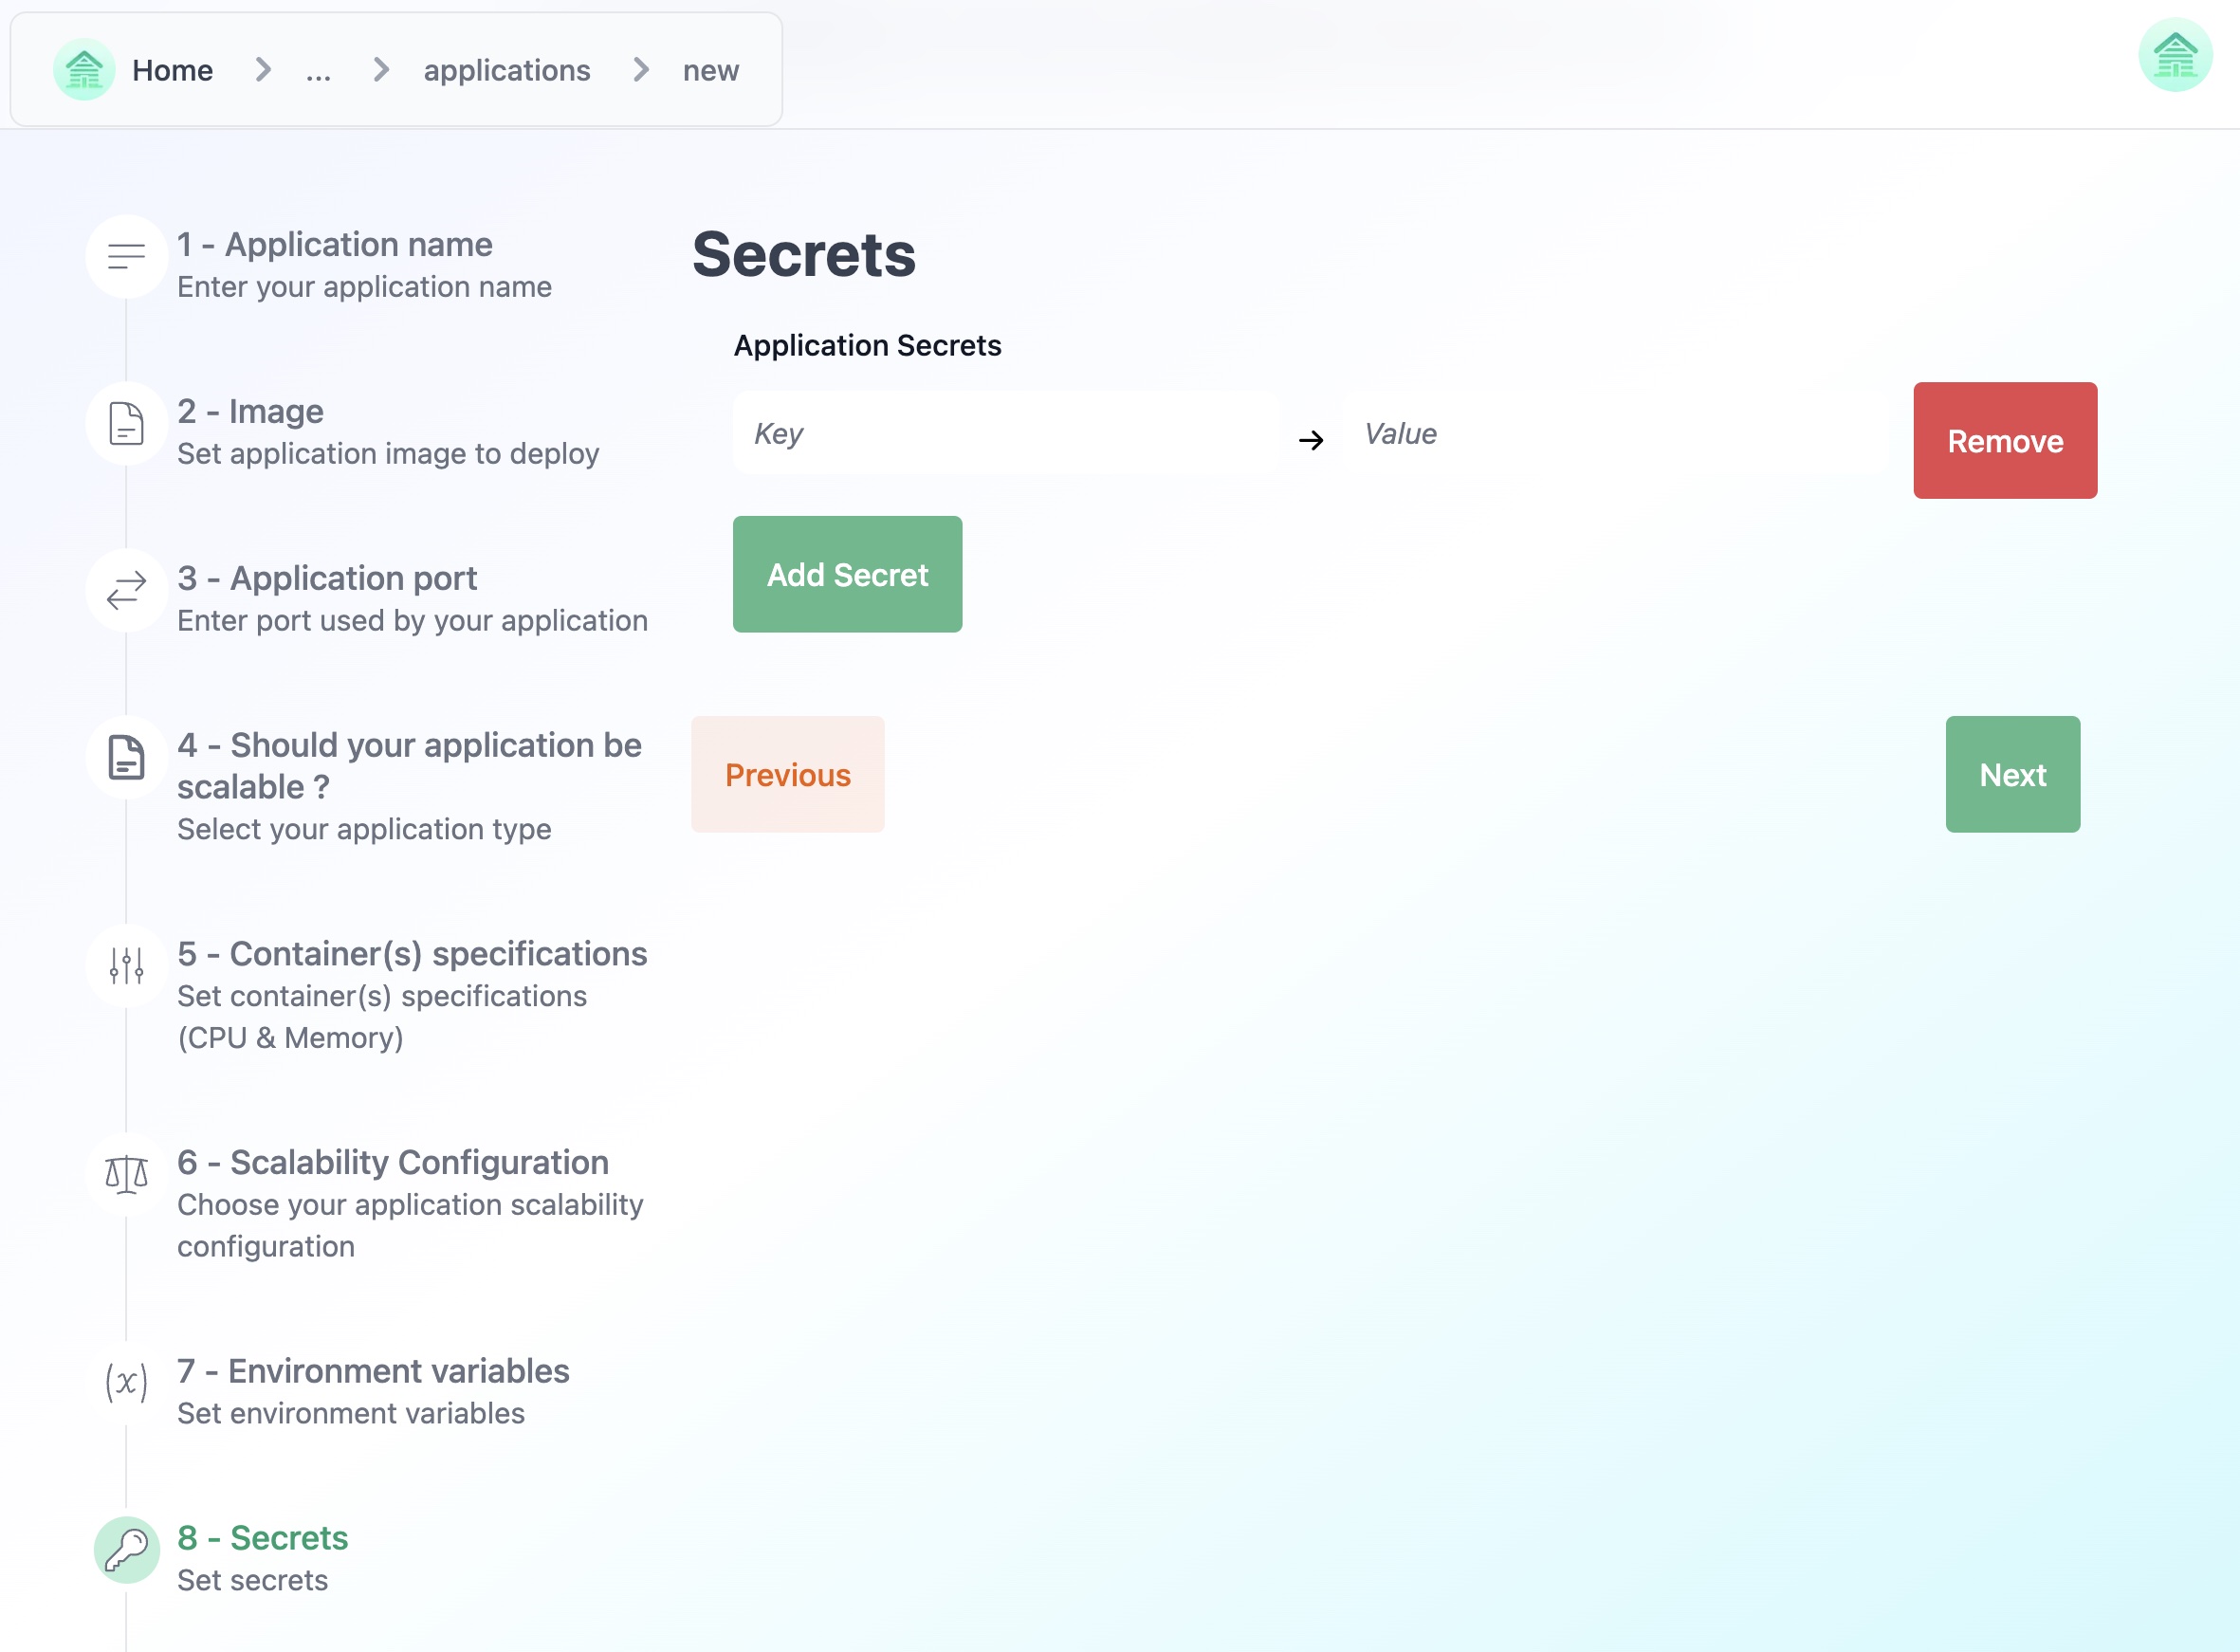 Home
...
applications
new
1 - Application name
Enter your application name
2 - Image
Set application image to deploy
3 - Application port
Enter port used by your application
4 - Should your application be
scalable ?
Select your application type
5 - Container(s) specifications
Set container(s) specifications
(CPU & Memory)
6 - Scalability Configuration
Choose your application scalability
configuration
(x) 7 - Environment variables
Set environment variables
8 - Secrets
Set secrets
Secrets
Application Secrets
Key → Value
Remove
Add Secret
Previous
Next